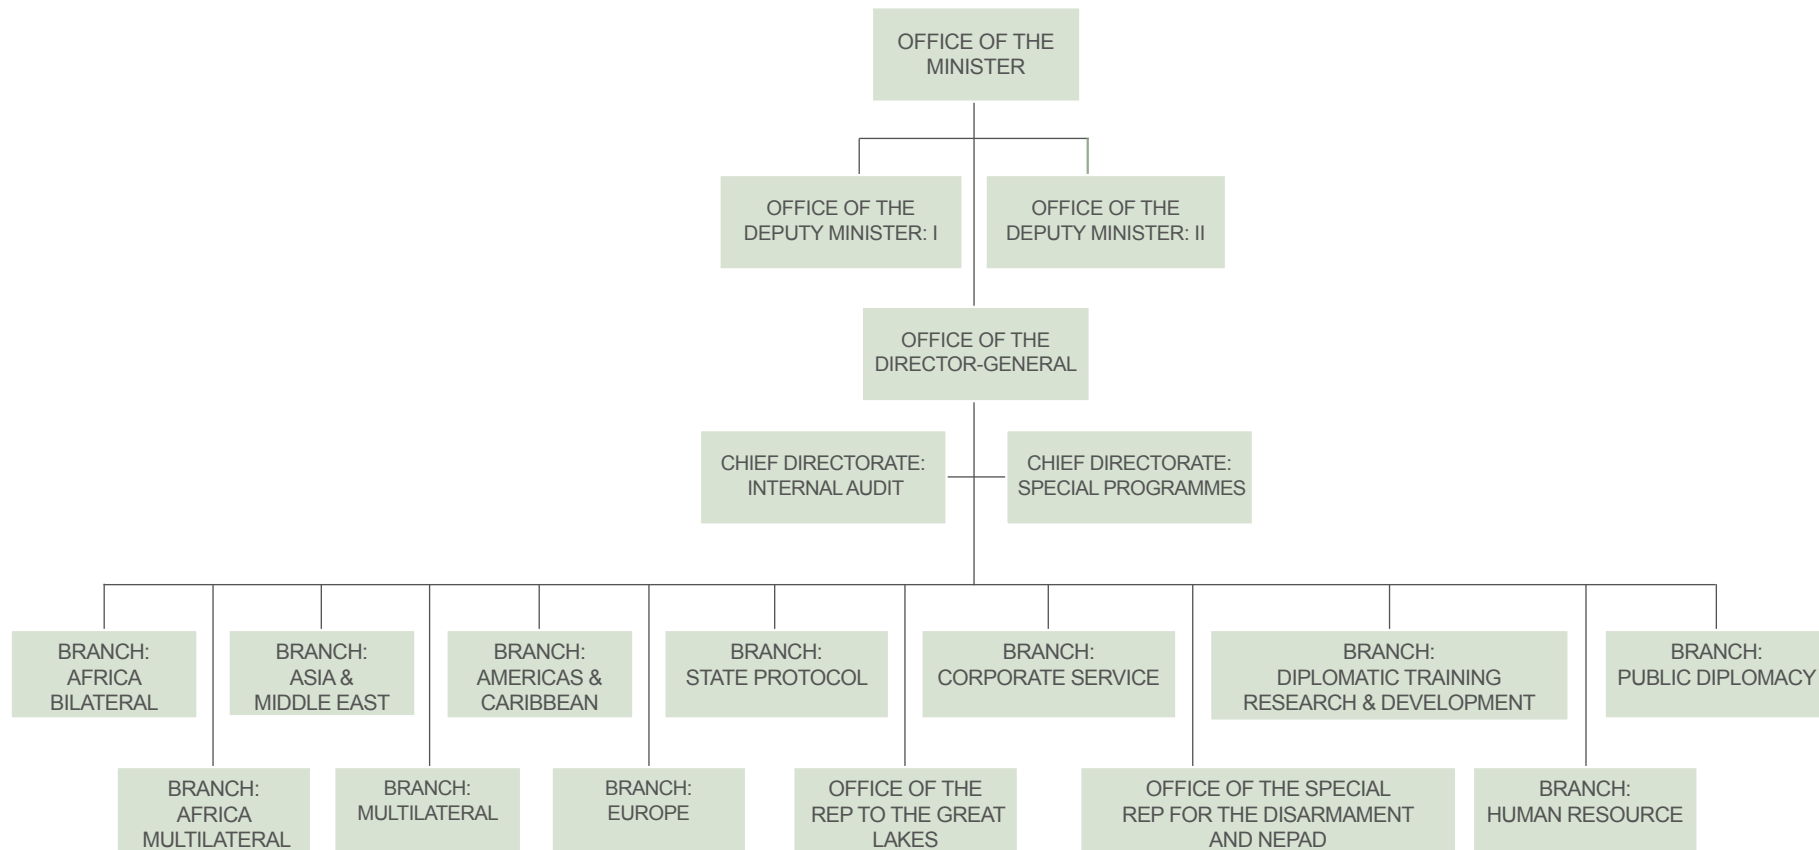 OFFICE OF THE
MINISTER
OFFICE OF THE
DEPUTY MINISTER: I
OFFICE OF THE
DEPUTY MINISTER: II
OFFICE OF THE
DIRECTOR-GENERAL
CHIEF DIRECTORATE:
INTERNAL AUDIT
CHIEF DIRECTORATE:
SPECIAL PROGRAMMES
BRANCH:
AFRICA
BILATERAL
BRANCH:
ASIA &
MIDDLE EAST
BRANCH:
AMERICAS &
CARIBBEAN
BRANCH:
STATE PROTOCOL
BRANCH:
CORPORATE SERVICE
BRANCH:
DIPLOMATIC TRAINING
RESEARCH & DEVELOPMENT
BRANCH:
PUBLIC DIPLOMACY
BRANCH:
AFRICA
MULTILATERAL
BRANCH:
MULTILATERAL
BRANCH:
EUROPE
OFFICE OF THE
REP TO THE GREAT
LAKES
OFFICE OF THE SPECIAL
REP FOR THE DISARMAMENT
AND NEPAD
BRANCH:
HUMAN RESOURCE